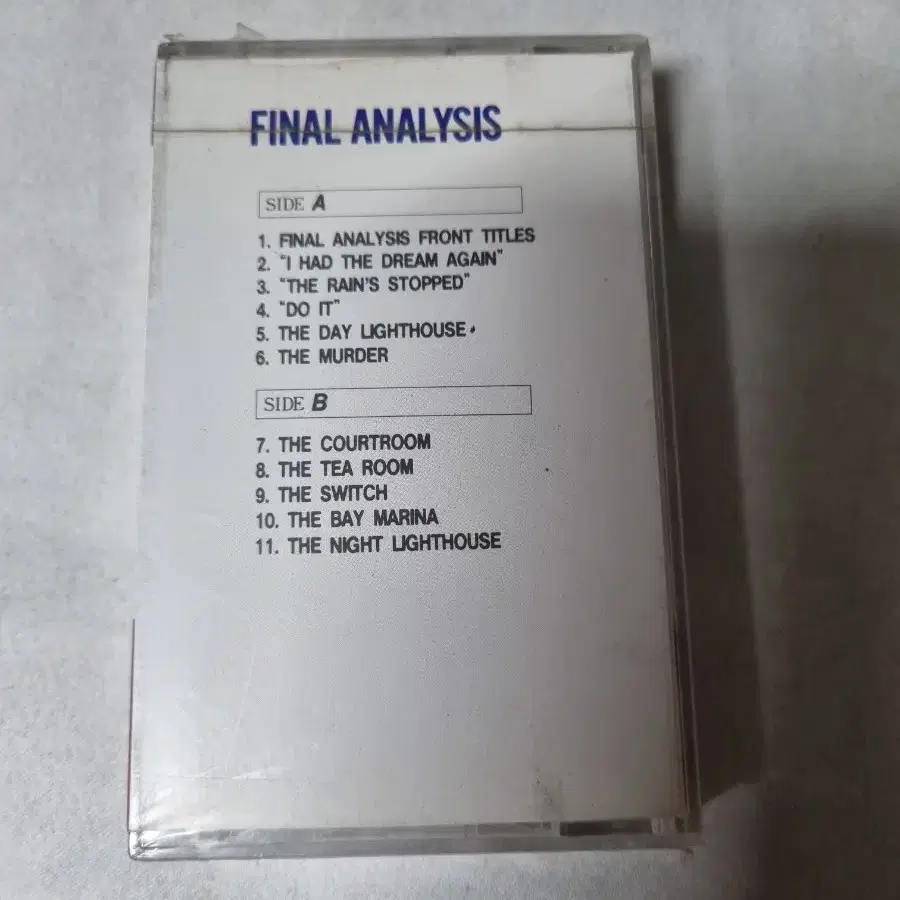 FINAL ANALYSIS
SIDE A
1. FINAL ANALYSIS FRONT TITLES
2. "I HAD THE DREAM AGAIN"
3. "THE RAIN'S STOPPED"
4. "DO IT"
5. THE DAY LIGHTHOUSE
6. THE MURDER
SIDE B
7. THE COURTROOM
8. THE TEA ROOM
9. THE SWITCH
10. THE BAY MARINA
11. THE NIGHT LIGHTHOUSE